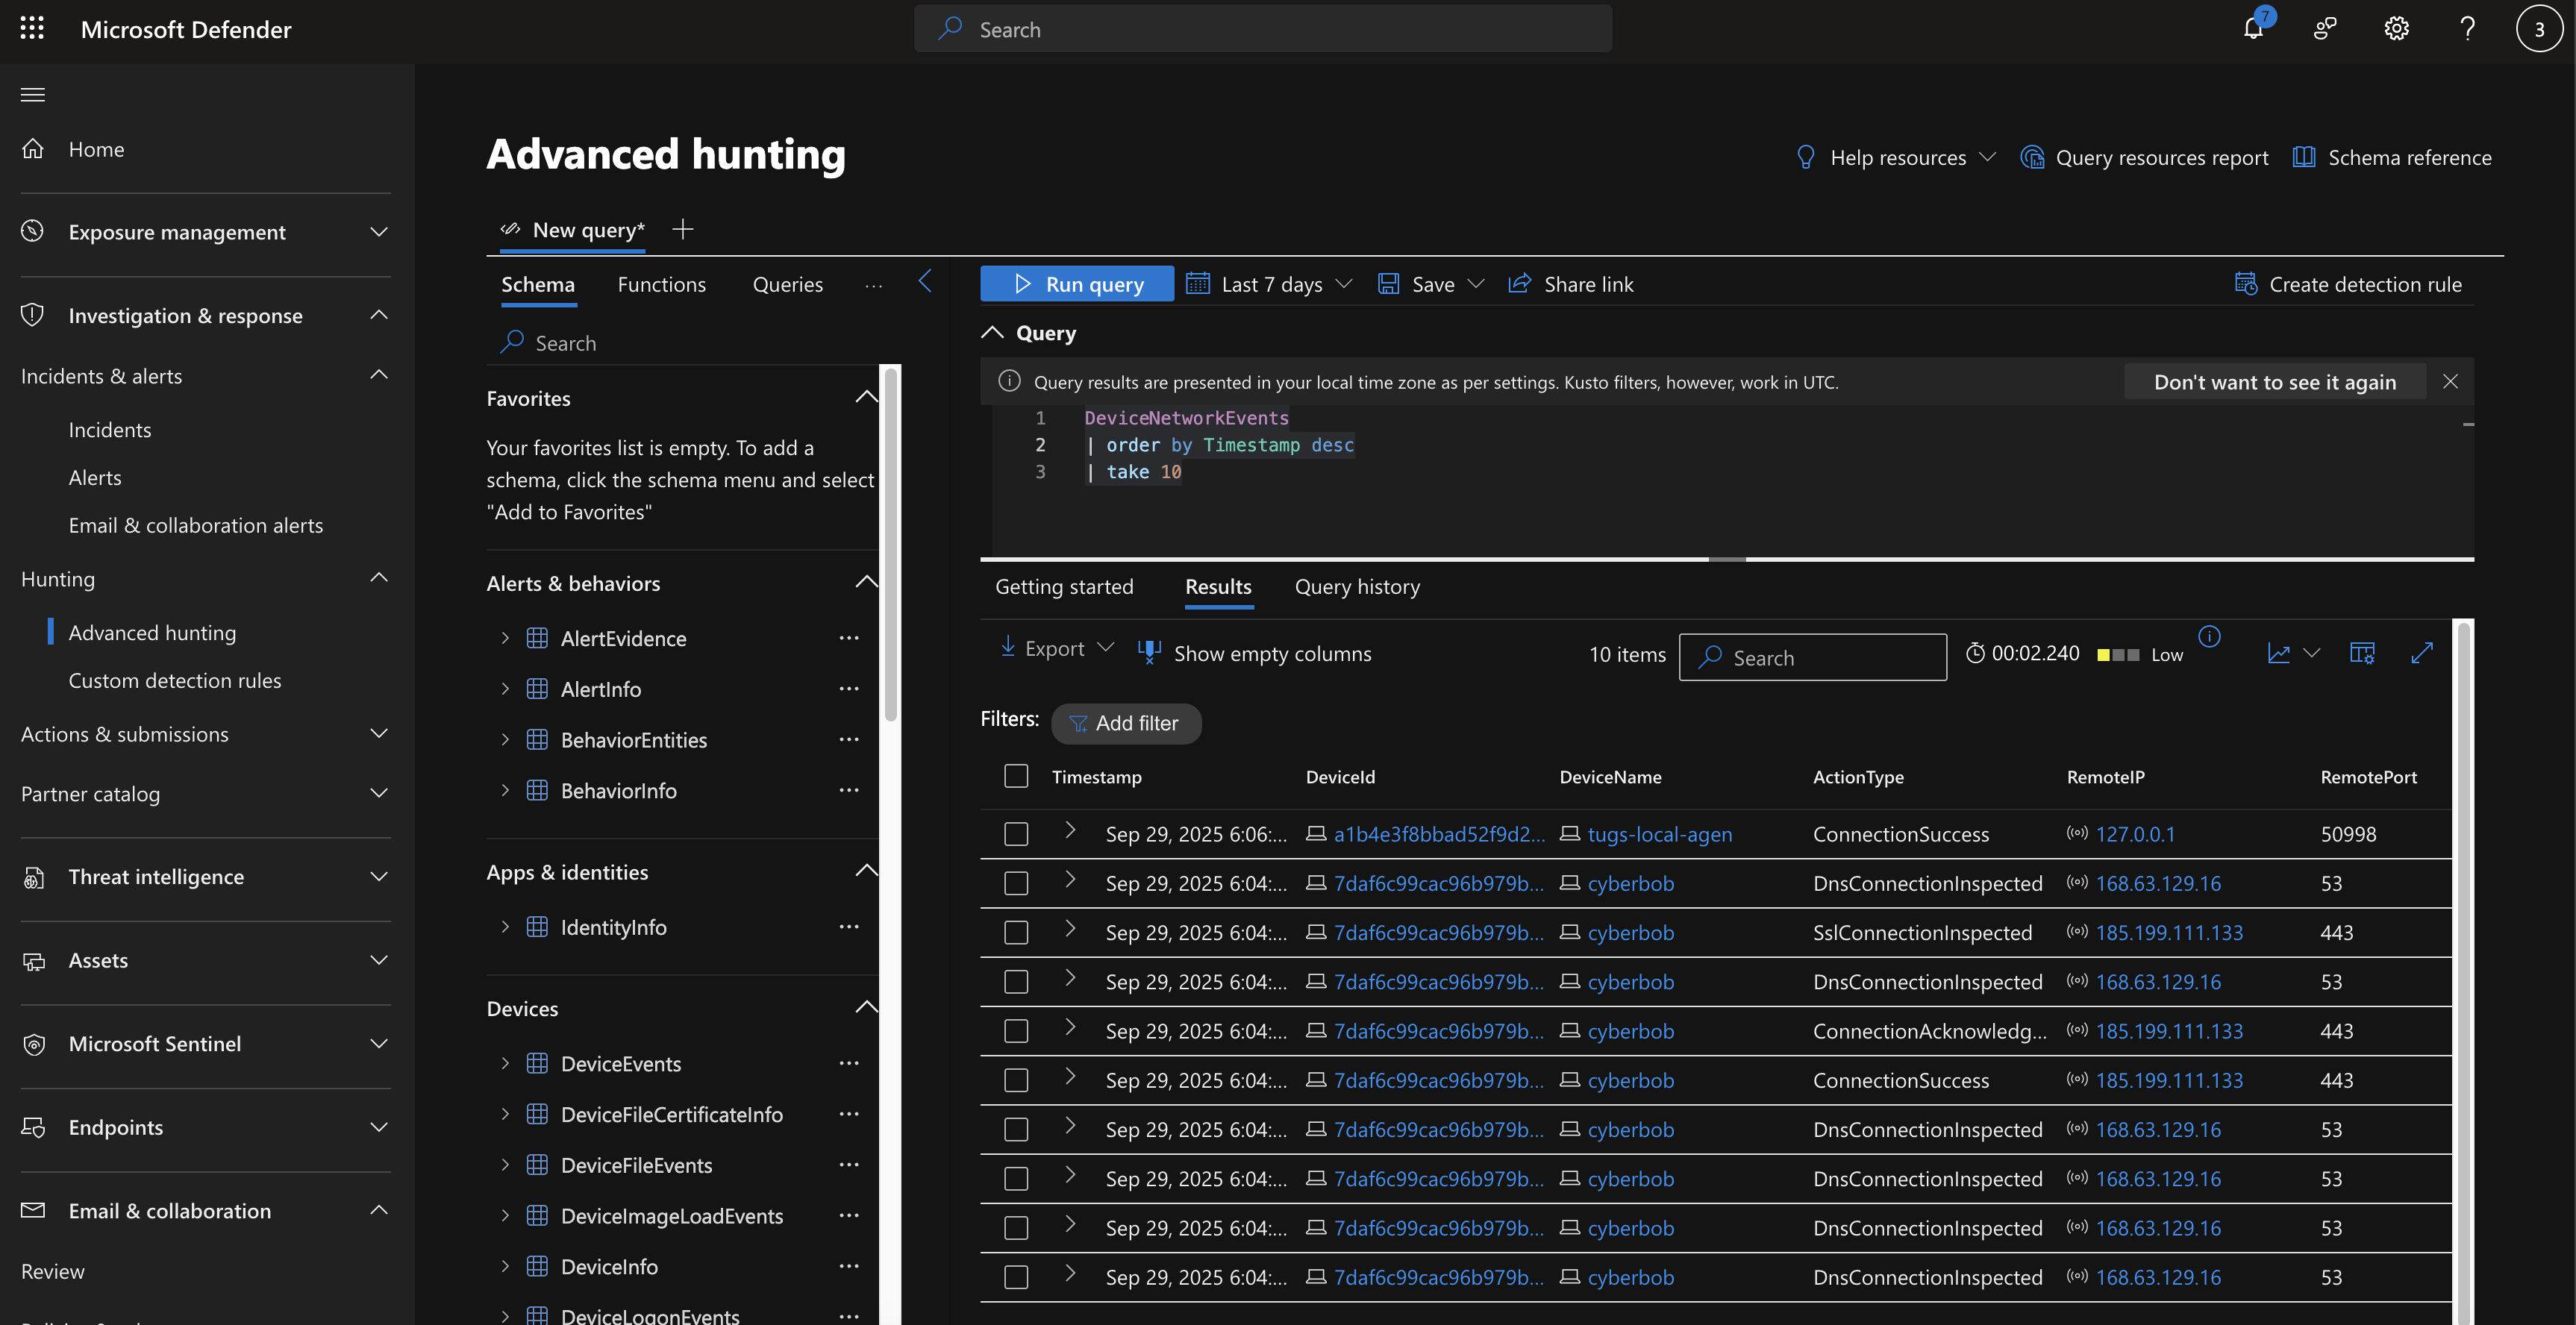 Microsoft Defender
Search
7
3
Home
Exposure management
Investigation & response
Incidents & alerts
Incidents
Alerts
Email & collaboration alerts
Hunting
Advanced hunting
Custom detection rules
Actions & submissions
Partner catalog
Threat intelligence
Assets
Microsoft Sentinel
Endpoints
Email & collaboration
Review
Advanced hunting
Help resources
Query resources report
Schema reference
New query*
Schema
Functions
Queries
...
Search
Favorites
Your favorites list is empty. To add a
schema, click the schema menu and select
"Add to Favorites"
Alerts & behaviors
AlertEvidence
AlertInfo
BehaviorEntities
BehaviorInfo
Apps & identities
IdentityInfo
Devices
DeviceEvents
DeviceFileCertificateInfo
DeviceFileEvents
DeviceImageLoadEvents
DeviceInfo
DeviceLogonEvents
Run query
Last 7 days
Save
Share link
Create detection rule
Query
Query results are presented in your local time zone as per settings. Kusto filters, however, work in UTC.
Don't want to see it again
1 DeviceNetworkEvents
2 | order by Timestamp desc
3 | take 10
Getting started
Results
Query history
Export
Show empty columns
10 items
Search
00:02.240
Low
Filters:
Add filter
Timestamp DeviceId DeviceName ActionType RemoteIP RemotePort
Sep 29, 2025 6:06:... a1b4e3f8bbad52f9d2... tugs-local-agen ConnectionSuccess 127.0.0.1 50998
Sep 29, 2025 6:04:... 7daf6c99cac96b979b... cyberbob DnsConnectionInspected 168.63.129.16 53
Sep 29, 2025 6:04:... 7daf6c99cac96b979b... cyberbob SslConnectionInspected 185.199.111.133 443
Sep 29, 2025 6:04:... 7daf6c99cac96b979b... cyberbob DnsConnectionInspected 168.63.129.16 53
Sep 29, 2025 6:04:... 7daf6c99cac96b979b... cyberbob ConnectionAcknowledg... 185.199.111.133 443
Sep 29, 2025 6:04:... 7daf6c99cac96b979b... cyberbob ConnectionSuccess 185.199.111.133 443
Sep 29, 2025 6:04:... 7daf6c99cac96b979b... cyberbob DnsConnectionInspected 168.63.129.16 53
Sep 29, 2025 6:04:... 7daf6c99cac96b979b... cyberbob DnsConnectionInspected 168.63.129.16 53
Sep 29, 2025 6:04:... 7daf6c99cac96b979b... cyberbob DnsConnectionInspected 168.63.129.16 53
Sep 29, 2025 6:04:... 7daf6c99cac96b979b... cyberbob DnsConnectionInspected 168.63.129.16 53